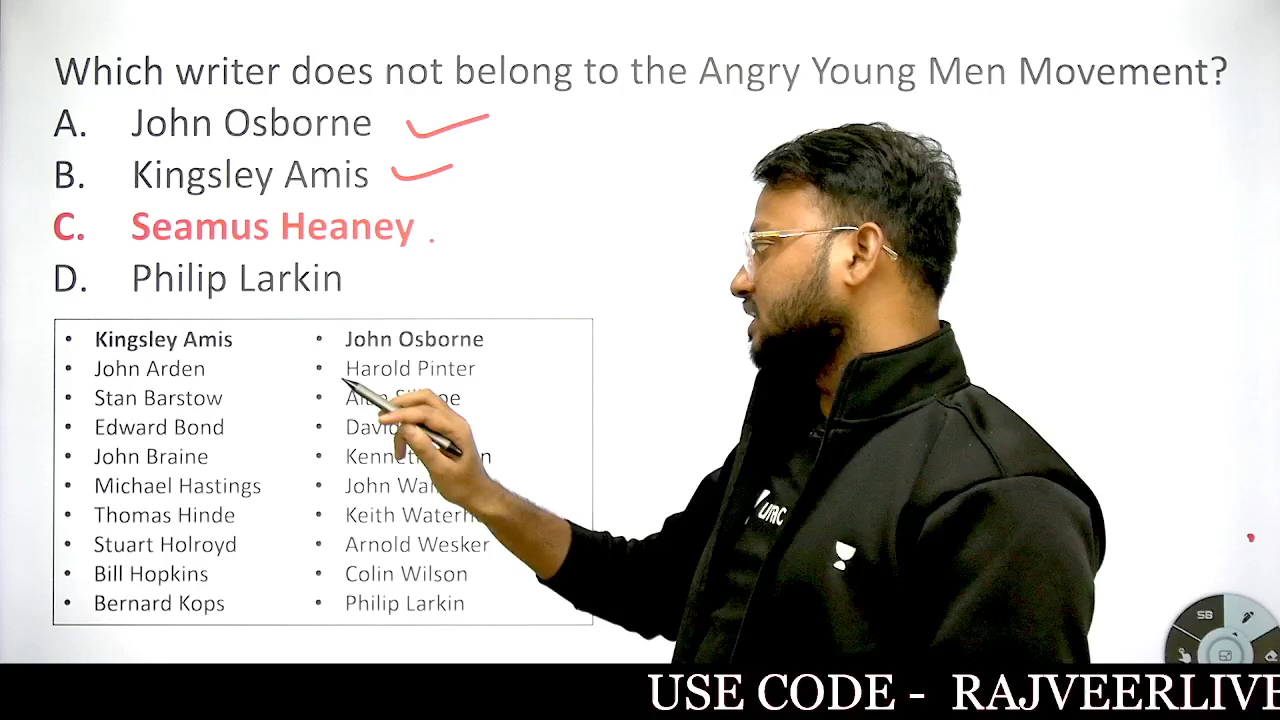 Which writer does not belong to the Angry Young Men Movement?
A. John Osborne
B. Kingsley Amis
C. Seamus Heaney
D. Philip Larkin
• Kingsley Amis
• John Arden
• Stan Barstow
• Edward Bond
• John Braine
• Michael Hastings
• Thomas Hinde
• Stuart Holroyd
• Bill Hopkins
• Bernard Kops
• John Osborne
• Harold Pinter
•
•
•
• John
• Keith
• Arnold Wesker
• Colin Wilson
• Philip Larkin
SB
USE CODE - RAJVEERLIVE